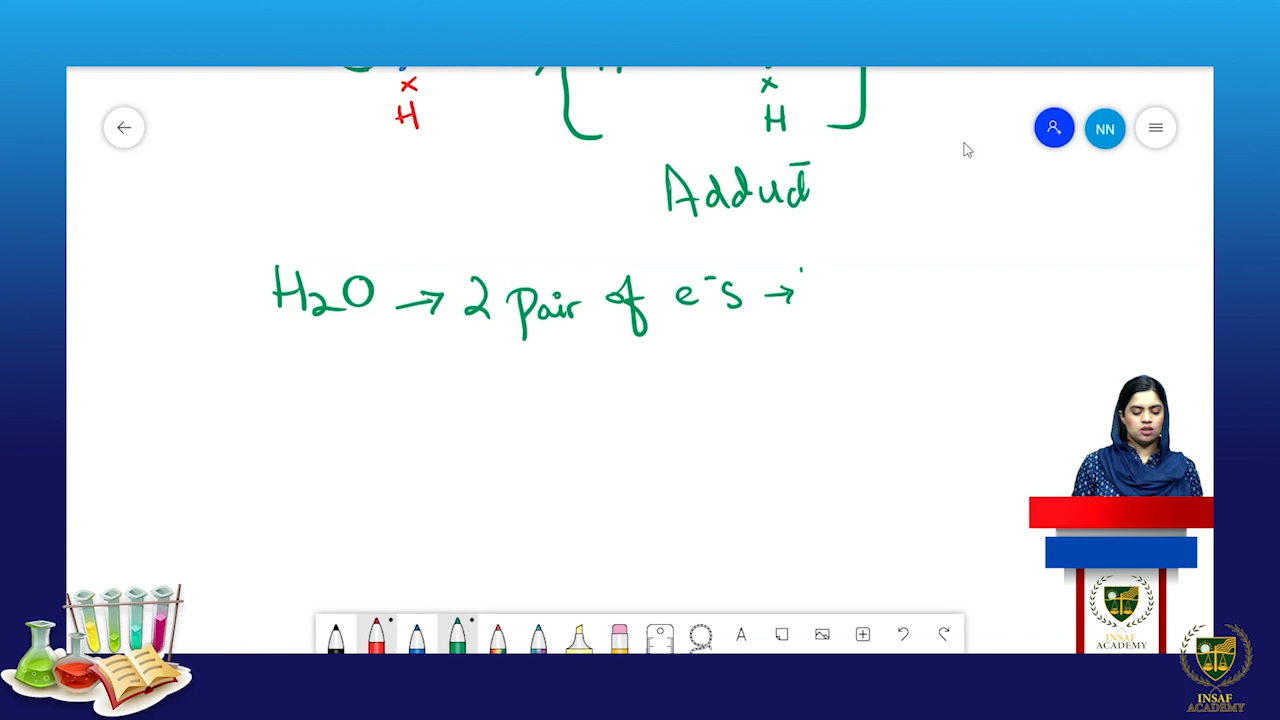 x x
H H
NN
Adduct
H2O → 2 pair of e⁻s →
A
INSAF
ACADEMY
INSAF
ACADEMY